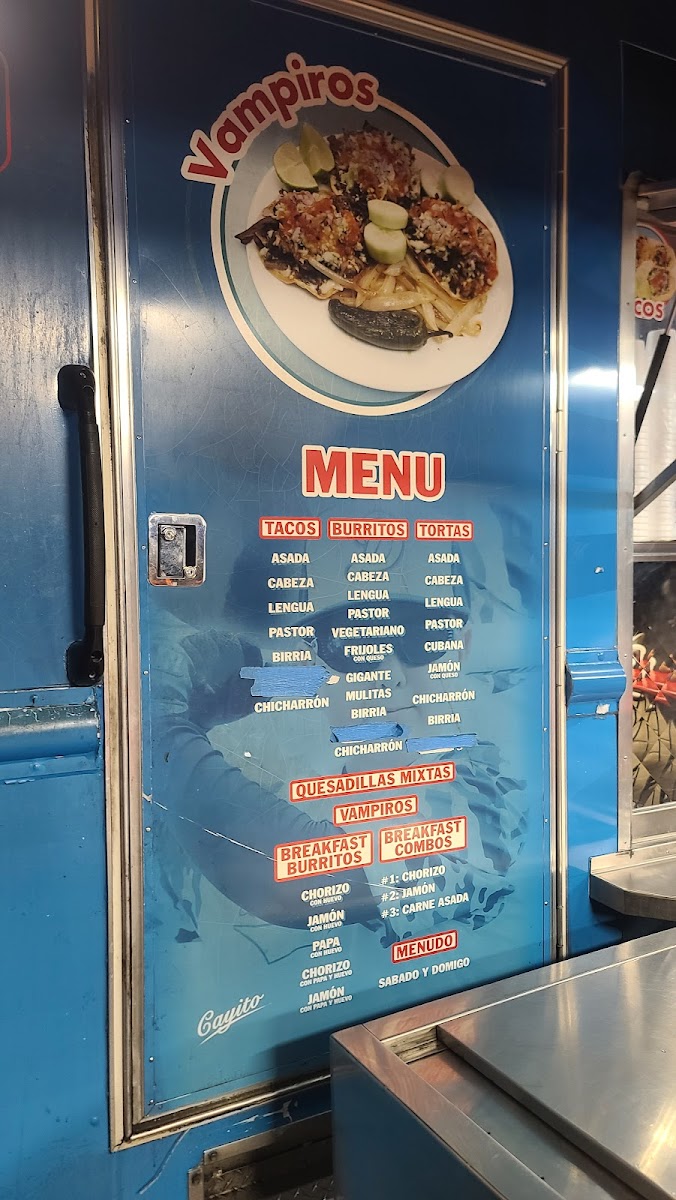 Vampiros
MENU
TACOS
ASADA
CABEZA
LENGUA
PASTOR
BIRRIA
CHICHARRÓN
BURRITOS
ASADA
CABEZA
LENGUA
PASTOR
VEGETARIANO
FRIJOLES
CON QUESO
GIGANTE
MULITAS
BIRRIA
CHICHARRÓN
TORTAS
ASADA
CABEZA
LENGUA
PASTOR
CUBANA
JAMÓN
CON QUESO
CHICHARRÓN
BIRRIA
QUESADILLAS MIXTAS
VAMPIROS
BREAKFAST
BURRITOS
CHORIZO
CON HUEVO
JAMÓN
CON HUEVO
PAPA
CON HUEVO
CHORIZO
CON PAPA Y HUEVO
JAMÓN
CON PAPA Y HUEVO
BREAKFAST
COMBOS
#1: CHORIZO
#2: JAMÓN
#3: CARNE ASADA
MENUDO
SABADO Y DOMIGO
Cayito
COS